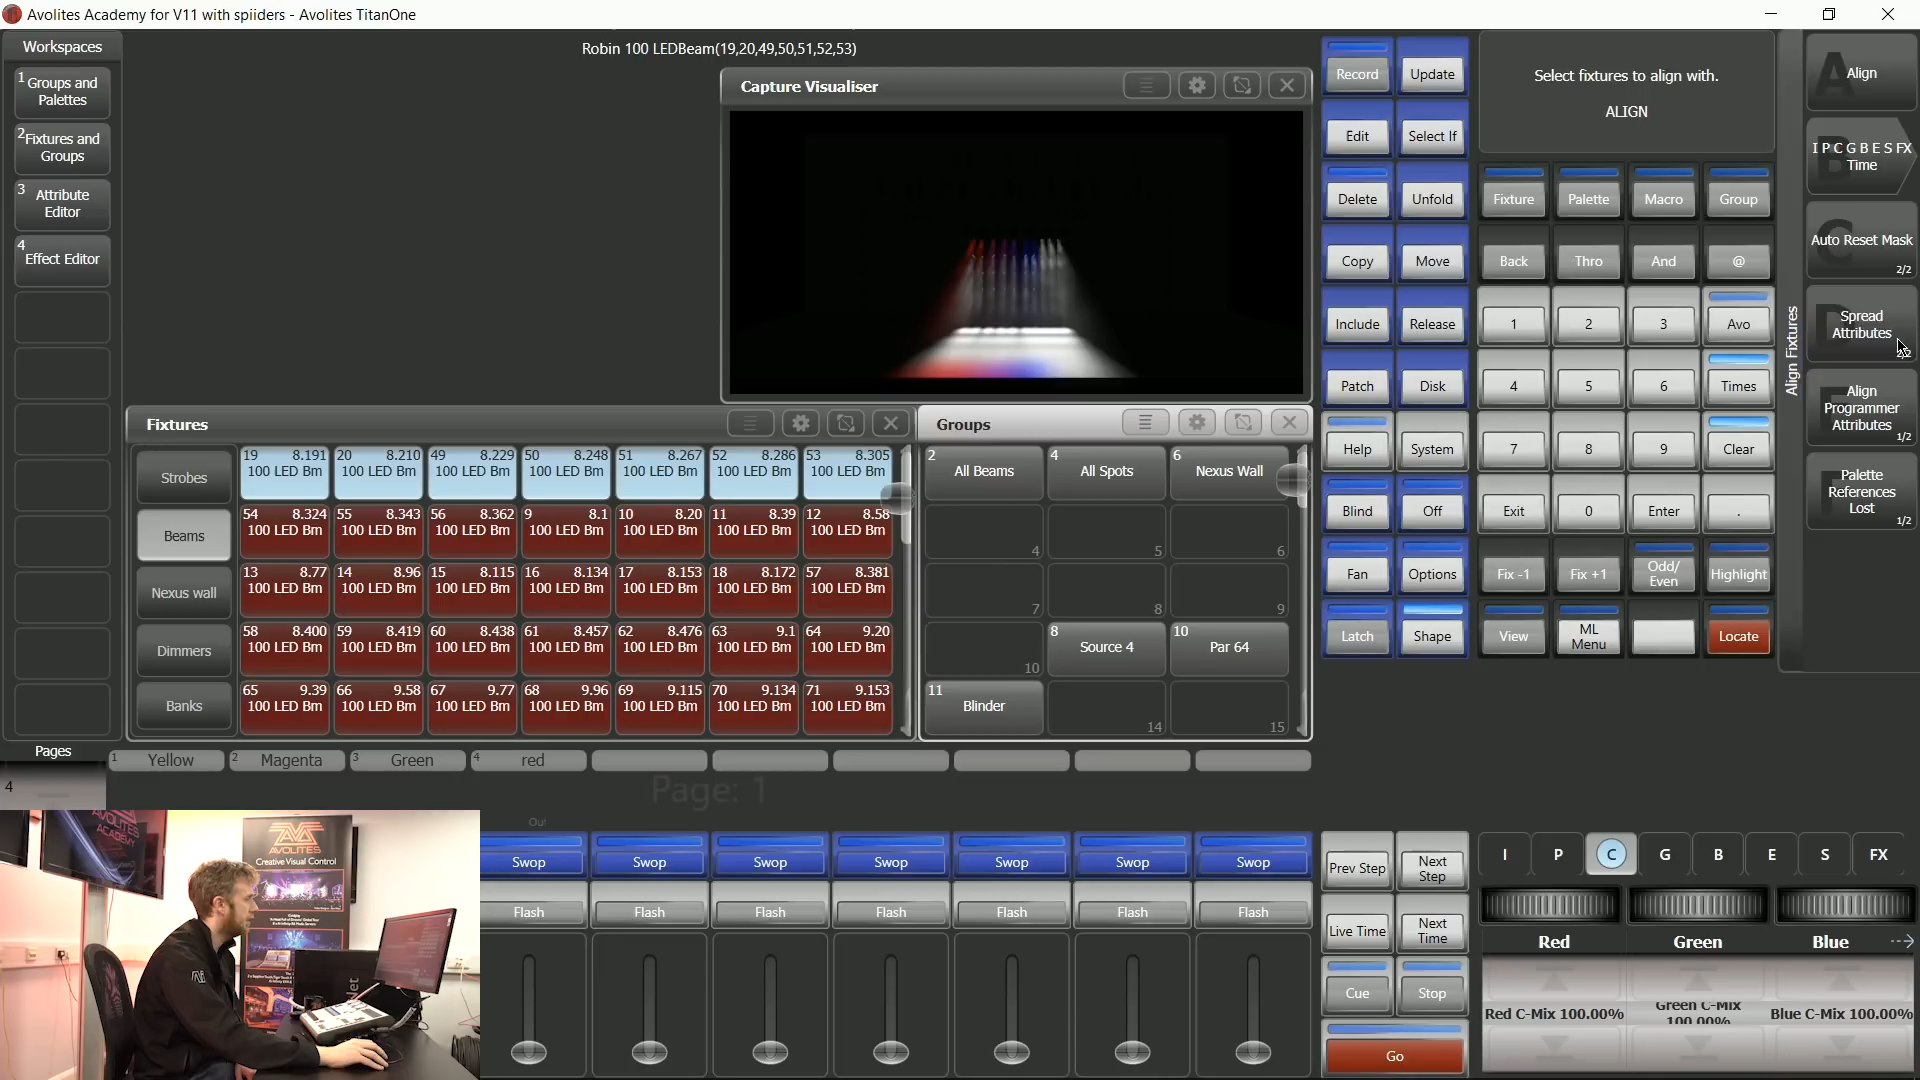 Avolites Academy for V11 with spiiders - Avolites TitanOne
Workspaces
1 Groups and
Palettes
2 Fixtures and
Groups
3 Attribute
Editor
4
Effect Editor
Robin 100 LEDBeam(19,20,49,50,51,52,53)
Capture Visualiser
Fixtures
Strobes
Beams
Nexus wall
Dimmers
Banks
19 8.191 20 8.210 49 8.229 50 8.248 51 8.267 52 8.286 53 8.305
100 LED Bm 100 LED Bm 100 LED Bm 100 LED Bm 100 LED Bm 100 LED Bm 100 LED Bm
54 8.324 55 8.343 56 8.362 9 8.1 10 8.20 11 8.39 12 8.58
100 LED Bm 100 LED Bm 100 LED Bm 100 LED Bm 100 LED Bm 100 LED Bm 100 LED Bm
13 8.77 14 8.96 15 8.115 16 8.134 17 8.153 18 8.172 57 8.381
100 LED Bm 100 LED Bm 100 LED Bm 100 LED Bm 100 LED Bm 100 LED Bm 100 LED Bm
58 8.400 59 8.419 60 8.438 61 8.457 62 8.476 63 9.1 64 9.20
100 LED Bm 100 LED Bm 100 LED Bm 100 LED Bm 100 LED Bm 100 LED Bm 100 LED Bm
65 9.39 66 9.58 67 9.77 68 9.96 69 9.115 70 9.134 71 9.153
100 LED Bm 100 LED Bm 100 LED Bm 100 LED Bm 100 LED Bm 100 LED Bm 100 LED Bm
Groups
2 All Beams 4 All Spots 6 Nexus Wall
4 5 6
7 8 9
10 8 Source 4 10 Par 64
11 Blinder 14 15
Record Update
Edit Select If
Delete Unfold
Copy Move
Include Release
Patch Disk
Help System
Blind Off
Fan Options
Latch Shape
Select fixtures to align with.
ALIGN
Fixture Palette Macro Group
Back Thro And @
1 2 3 Avo
4 5 6 Times
7 8 9 Clear
Exit 0 Enter .
Fix -1 Fix +1 Odd/
Even Highlight
View ML
Menu Locate
Align Fixtures
A Align
B I P C G B E S FX
Time
C Auto Reset Mask
2/2
D Spread
Attributes
Align
Programmer
Attributes
1/2
Palette
References
Lost
1/2
Pages
4
1 Yellow 2 Magenta 3 Green 4 red
Page: 1
Out
Swop Swop Swop Swop Swop Swop Swop
Flash Flash Flash Flash Flash Flash Flash
Prev Step Next
Step
Live Time Next
Time
Cue Stop
Go
I P C G B E S FX
Red Green Blue
Red C-Mix 100.00% Green C-Mix
100.00% Blue C-Mix 100.00%
AVOLITES
ACADEMY
AVOLITES
Creative Visual Control